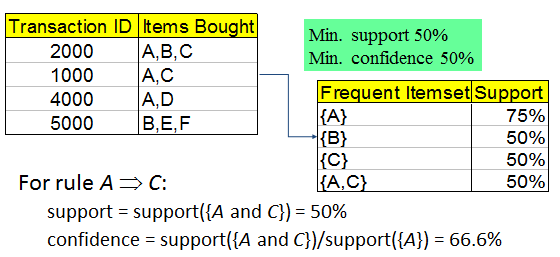 Transaction ID Items Bought
2000 A,B,C
1000 A,C
4000 A,D
5000 B,E,F
Min. support 50%
Min. confidence 50%
Frequent Itemset Support
{A} 75%
{B} 50%
{C} 50%
{A,C} 50%
For rule A ⇒ C:
support = support({A and C}) = 50%
confidence = support({A and C})/support({A}) = 66.6%